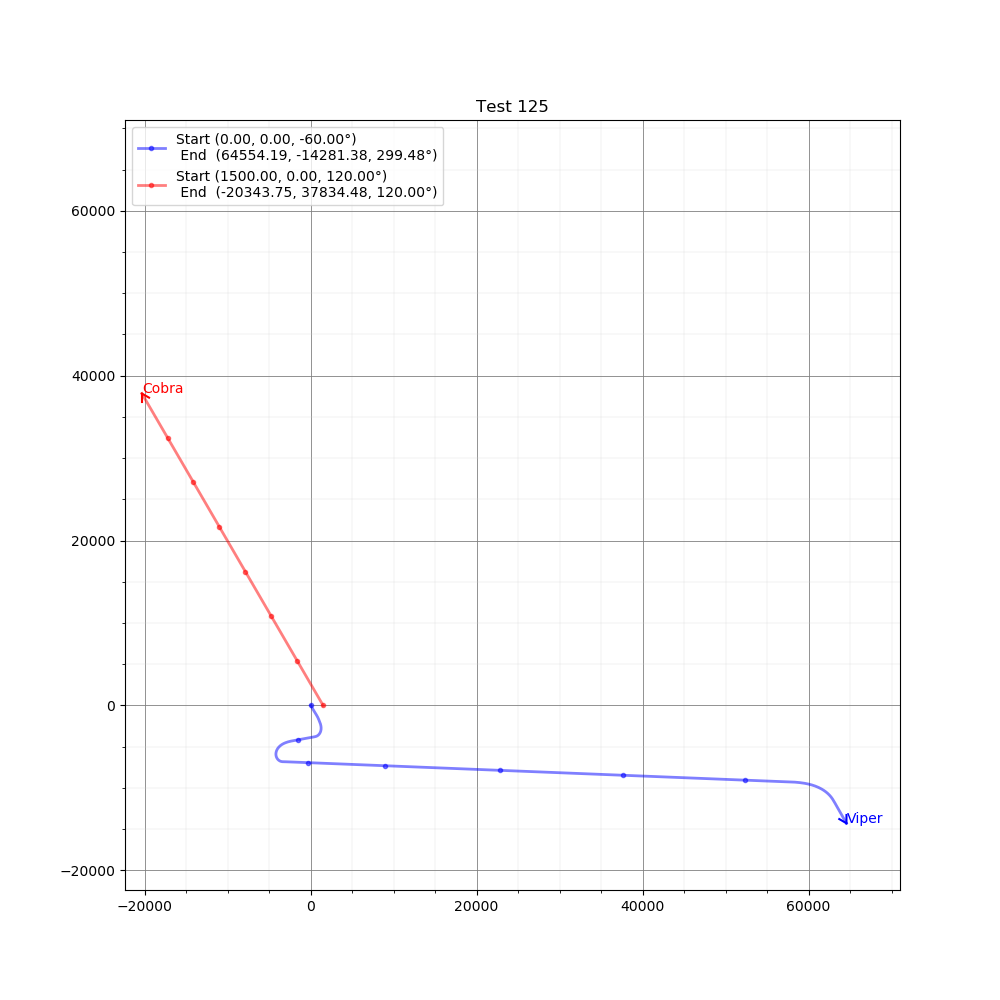 Test 125
Start (0.00, 0.00, -60.00°)
End  (64554.19, -14281.38, 299.48°)
Start (1500.00, 0.00, 120.00°)
End  (-20343.75, 37834.48, 120.00°)
60000
40000
20000
0
−20000
Cobra
Viper
−20000
0
20000
40000
60000